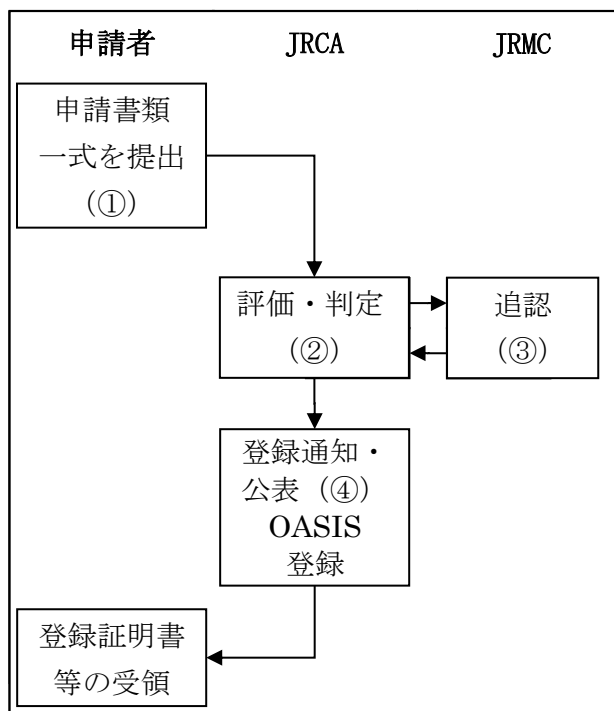 申請者 JRCA JRMC
申請書類
一式を提出
(①)
評価・判定
(②)
追認
(③)
登録通知・
公表（④）
OASIS
登録
登録証明書
等の受領